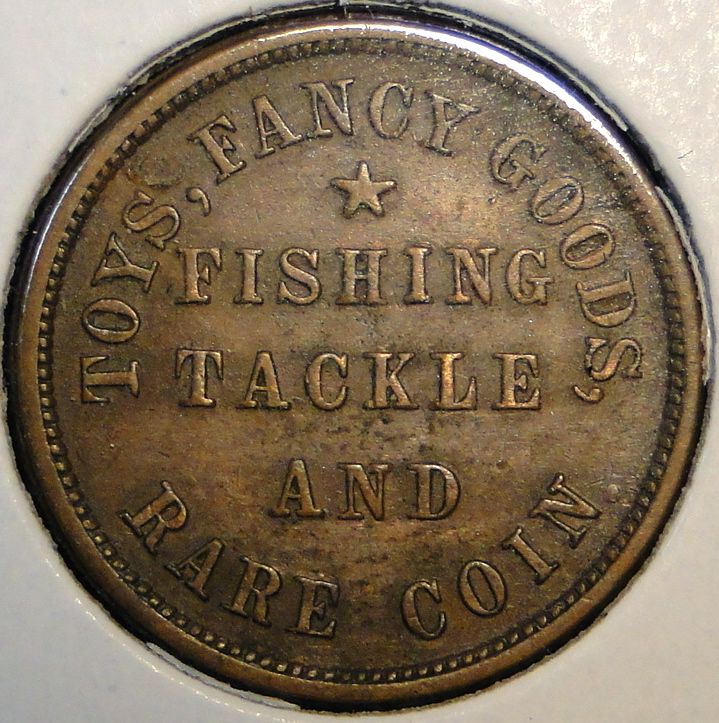 TOYS, FANCY GOODS,
FISHING
TACKLE
AND
RARE COIN.